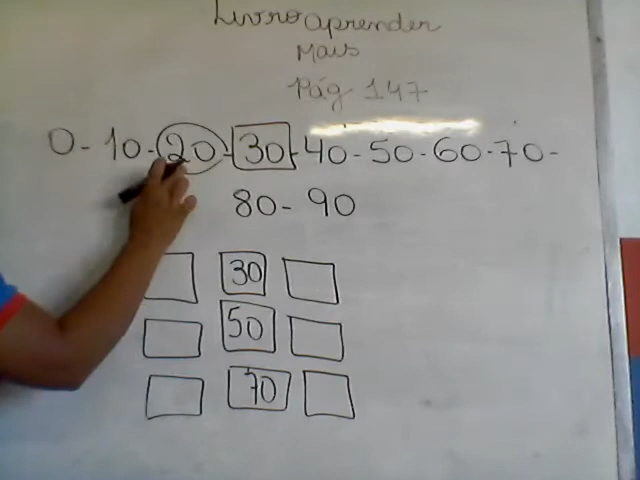 Livro aprender
Mais
Pág 147
0 - 10 - 20 - 30 - 40 - 50 - 60 - 70 -
80 - 90
30
50
70